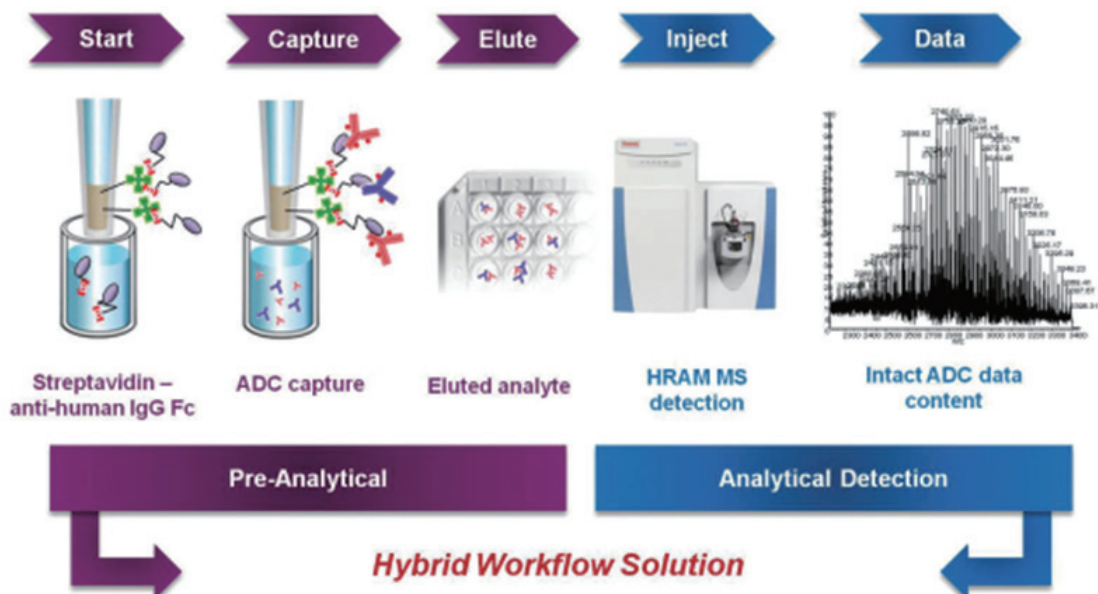 Start
Capture
Elute
Inject
Data
Streptavidin –
anti-human IgG Fc
ADC capture
Eluted analyte
HRAM MS
detection
Intact ADC data
content
Pre-Analytical
Analytical Detection
Hybrid Workflow Solution